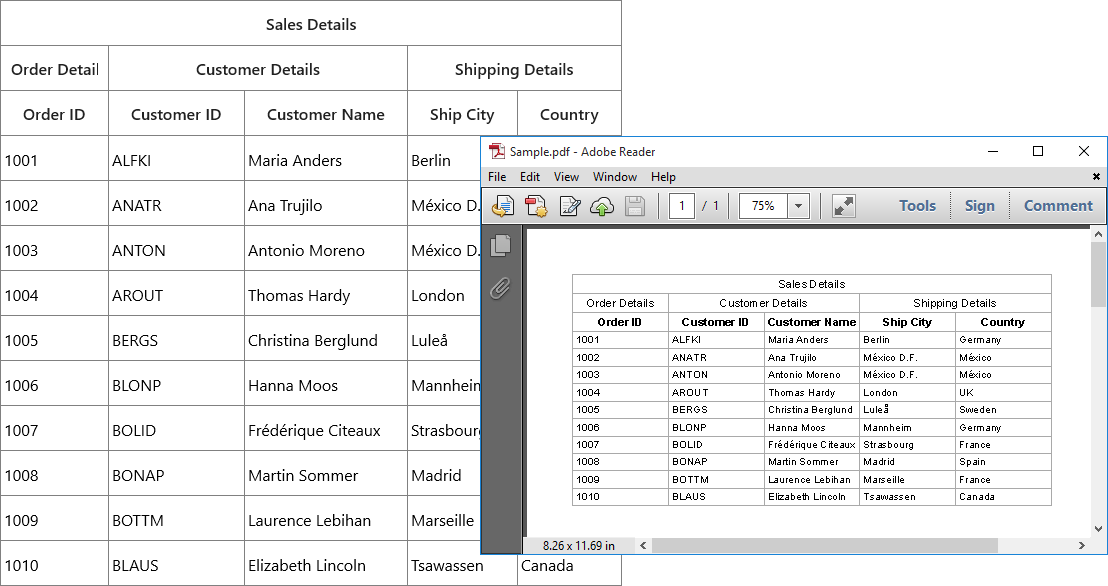 Sales Details
Order Detail Customer Details Shipping Details
Order ID Customer ID Customer Name Ship City Country
1001 ALFKI Maria Anders Berlin
1002 ANATR Ana Trujilo México D.
1003 ANTON Antonio Moreno México D.
1004 AROUT Thomas Hardy London
1005 BERGS Christina Berglund Luleå
1006 BLONP Hanna Moos Mannheim
1007 BOLID Frédérique Citeaux Strasbourg
1008 BONAP Martin Sommer Madrid
1009 BOTTM Laurence Lebihan Marseille
1010 BLAUS Elizabeth Lincoln Tsawassen Canada
Sample.pdf - Adobe Reader
File Edit View Window Help
1 / 1 75% Tools Sign Comment
Sales Details
Order Details Customer Details Shipping Details
Order ID Customer ID Customer Name Ship City Country
1001 ALFKI Maria Anders Berlin Germany
1002 ANATR Ana Trujilo México D.F. México
1003 ANTON Antonio Moreno México D.F. México
1004 AROUT Thomas Hardy London UK
1005 BERGS Christina Berglund Luleå Sweden
1006 BLONP Hanna Moos Mannheim Germany
1007 BOLID Frédérique Citeaux Strasbourg France
1008 BONAP Martin Sommer Madrid Spain
1009 BOTTM Laurence Lebihan Marseille France
1010 BLAUS Elizabeth Lincoln Tsawassen Canada
8.26 x 11.69 in